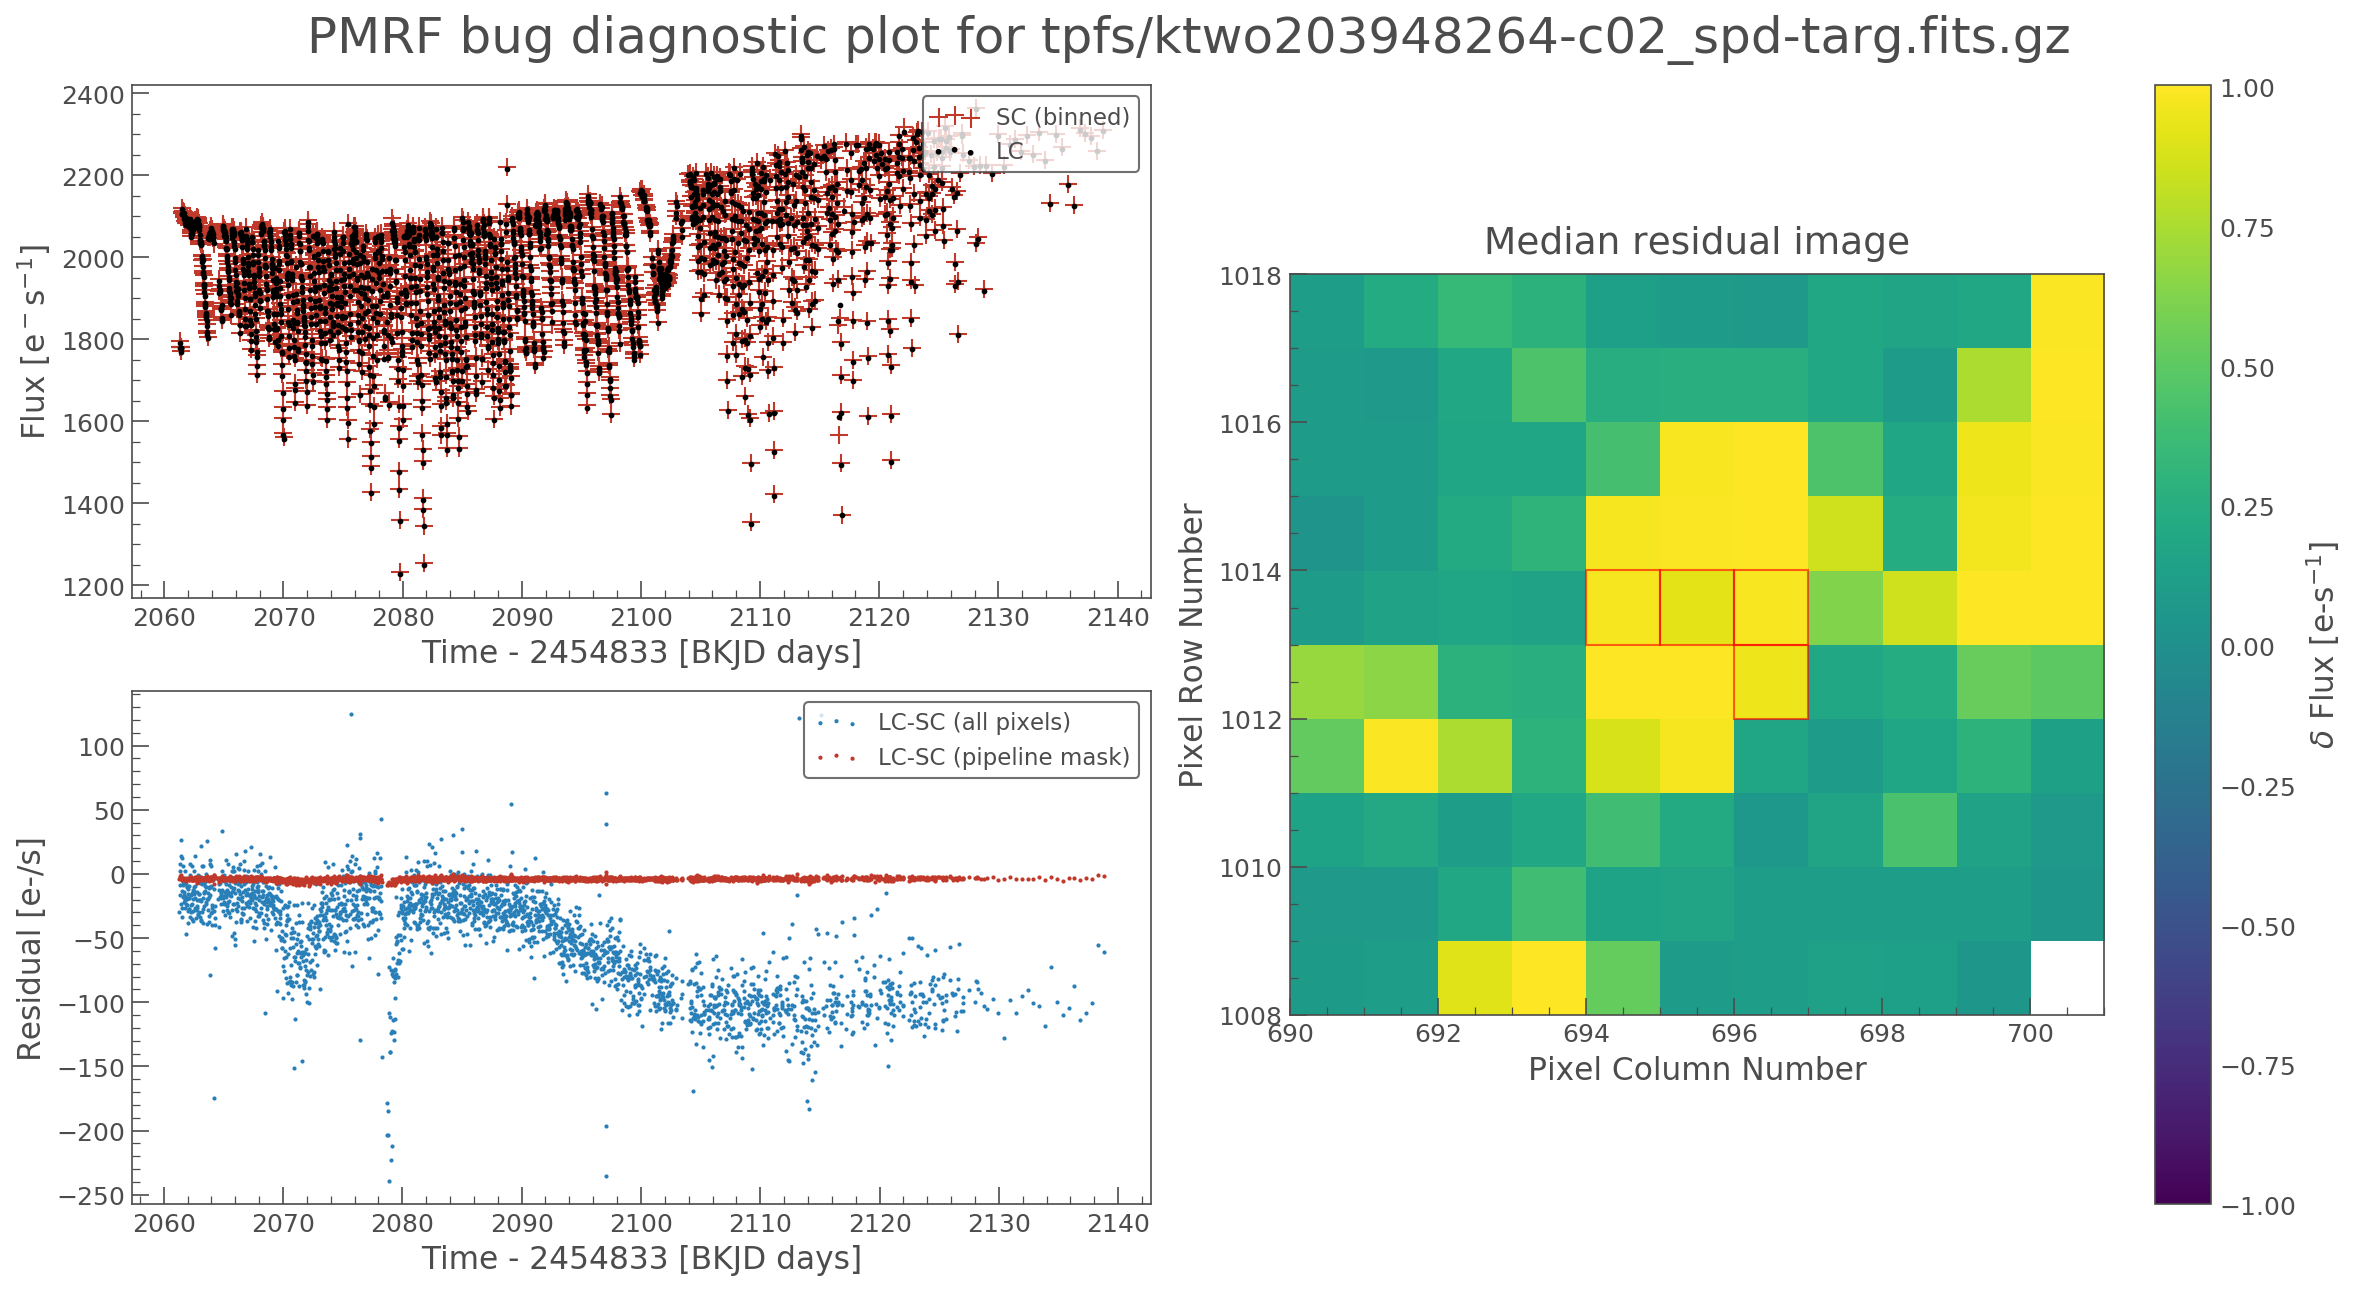 PMRF bug diagnostic plot for tpfs/ktwo203948264-c02_spd-targ.fits.gz
2400
2200
2000
1800
1600
1400
1200
Flux [e⁻ s⁻¹]
SC (binned)
LC
2060 2070 2080 2090 2100 2110 2120 2130 2140
Time - 2454833 [BKJD days]
100
50
0
−50
−100
−150
−200
−250
Residual [e-/s]
LC-SC (all pixels)
LC-SC (pipeline mask)
2060 2070 2080 2090 2100 2110 2120 2130 2140
Time - 2454833 [BKJD days]
Median residual image
1018
1016
1014
1012
1010
1008
Pixel Row Number
690 692 694 696 698 700
Pixel Column Number
1.00
0.75
0.50
0.25
0.00
−0.25
−0.50
−0.75
−1.00
δ Flux [e-s⁻¹]